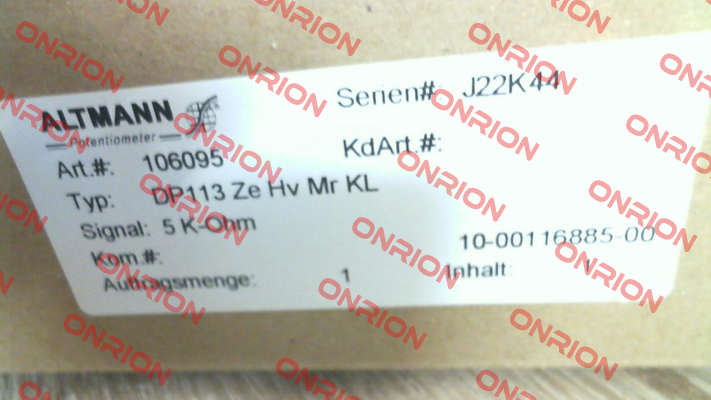 ALTMANN
Potentiometer
Serien#: J22K44
Art.#: 106095
KdArt.#:
Typ: DP113 Ze Hv Mr KL
Signal: 5 K-Ohm
10-00116885-00
Kom.#:
Auftragsmenge: 1
Inhalt: 1
ONRION